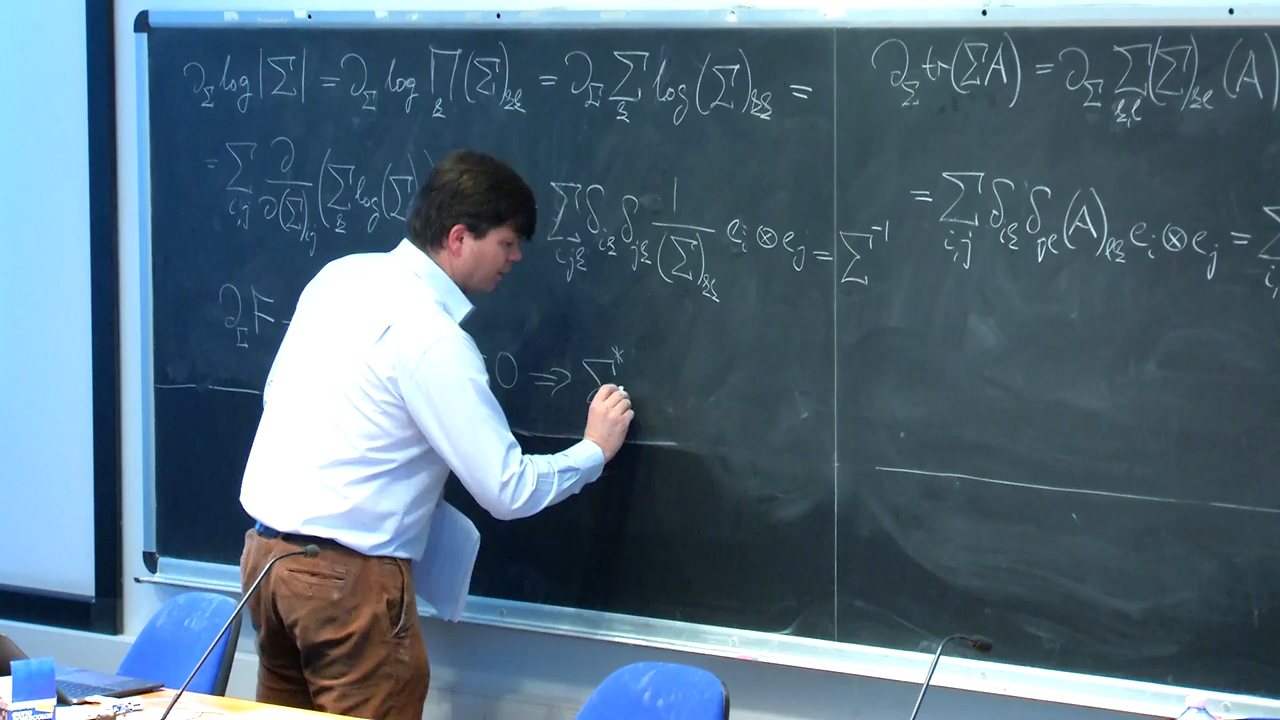 ∂_Σ log|Σ| = ∂_Σ log ∏_k (Σ)_kk = ∂_Σ ∑_k log(Σ)_kk =
= ∑_{i,j} ∂/∂(Σ)_ij (∑_k log(Σ) ∑_{i,j,k} δ_ik δ_jk 1/(Σ)_kk e_i ⊗ e_j = Σ^-1
∂_Σ F
0 ⇒ Σ^*
∂_Σ tr(ΣA) = ∂_Σ ∑_{k,l} (Σ)_kl (A)
= ∑_{i,j} δ_ik δ_jl (A)_lk e_i ⊗ e_j = ∑